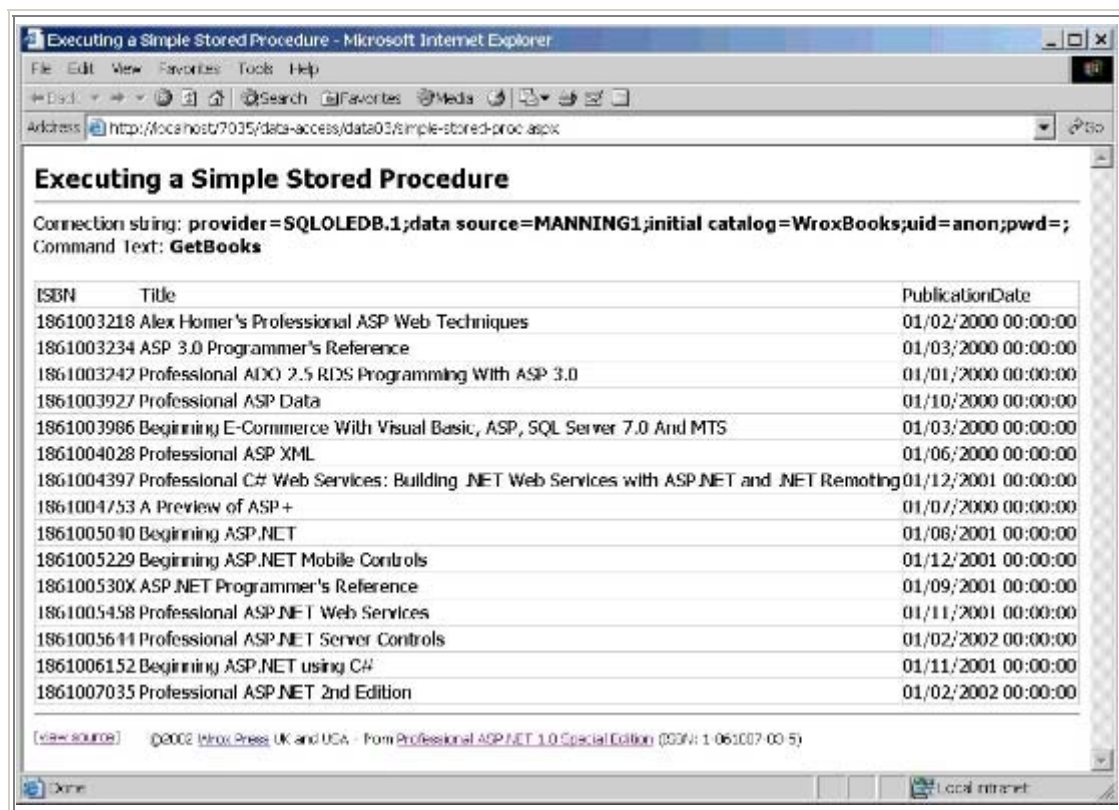 Executing a Simple Stored Procedure - Microsoft Internet Explorer
File Edit View Favorites Tools Help
Back Search Favorites Media
Address http://localhost/7035/data-access/data03/simple-stored-proc.aspx Go
Executing a Simple Stored Procedure
Connection string: provider=SQLOLEDB.1;data source=MANNING1;initial catalog=WroxBooks;uid=anon;pwd=;
Command Text: GetBooks
ISBN Title PublicationDate
1861003218 Alex Homer's Professional ASP Web Techniques 01/02/2000 00:00:00
1861003234 ASP 3.0 Programmer's Reference 01/03/2000 00:00:00
1861003242 Professional ADO 2.5 RDS Programming With ASP 3.0 01/01/2000 00:00:00
1861003927 Professional ASP Data 01/10/2000 00:00:00
1861003986 Beginning E-Commerce With Visual Basic, ASP, SQL Server 7.0 And MTS 01/03/2000 00:00:00
1861004028 Professional ASP XML 01/06/2000 00:00:00
1861004397 Professional C# Web Services: Building .NET Web Services with ASP.NET and .NET Remoting 01/12/2001 00:00:00
1861004753 A Preview of ASP+ 01/07/2000 00:00:00
1861005040 Beginning ASP.NET 01/08/2001 00:00:00
1861005229 Beginning ASP.NET Mobile Controls 01/12/2001 00:00:00
186100530X ASP.NET Programmer's Reference 01/09/2001 00:00:00
1861005458 Professional ASP.NET Web Services 01/11/2001 00:00:00
1861005644 Professional ASP.NET Server Controls 01/02/2002 00:00:00
1861006152 Beginning ASP.NET using C# 01/11/2001 00:00:00
1861007035 Professional ASP.NET 2nd Edition 01/02/2002 00:00:00
[view source] ©2002 Wrox Press UK and USA - from Professional ASP.NET 1.0 Special Edition (ISBN:
Done Local intranet